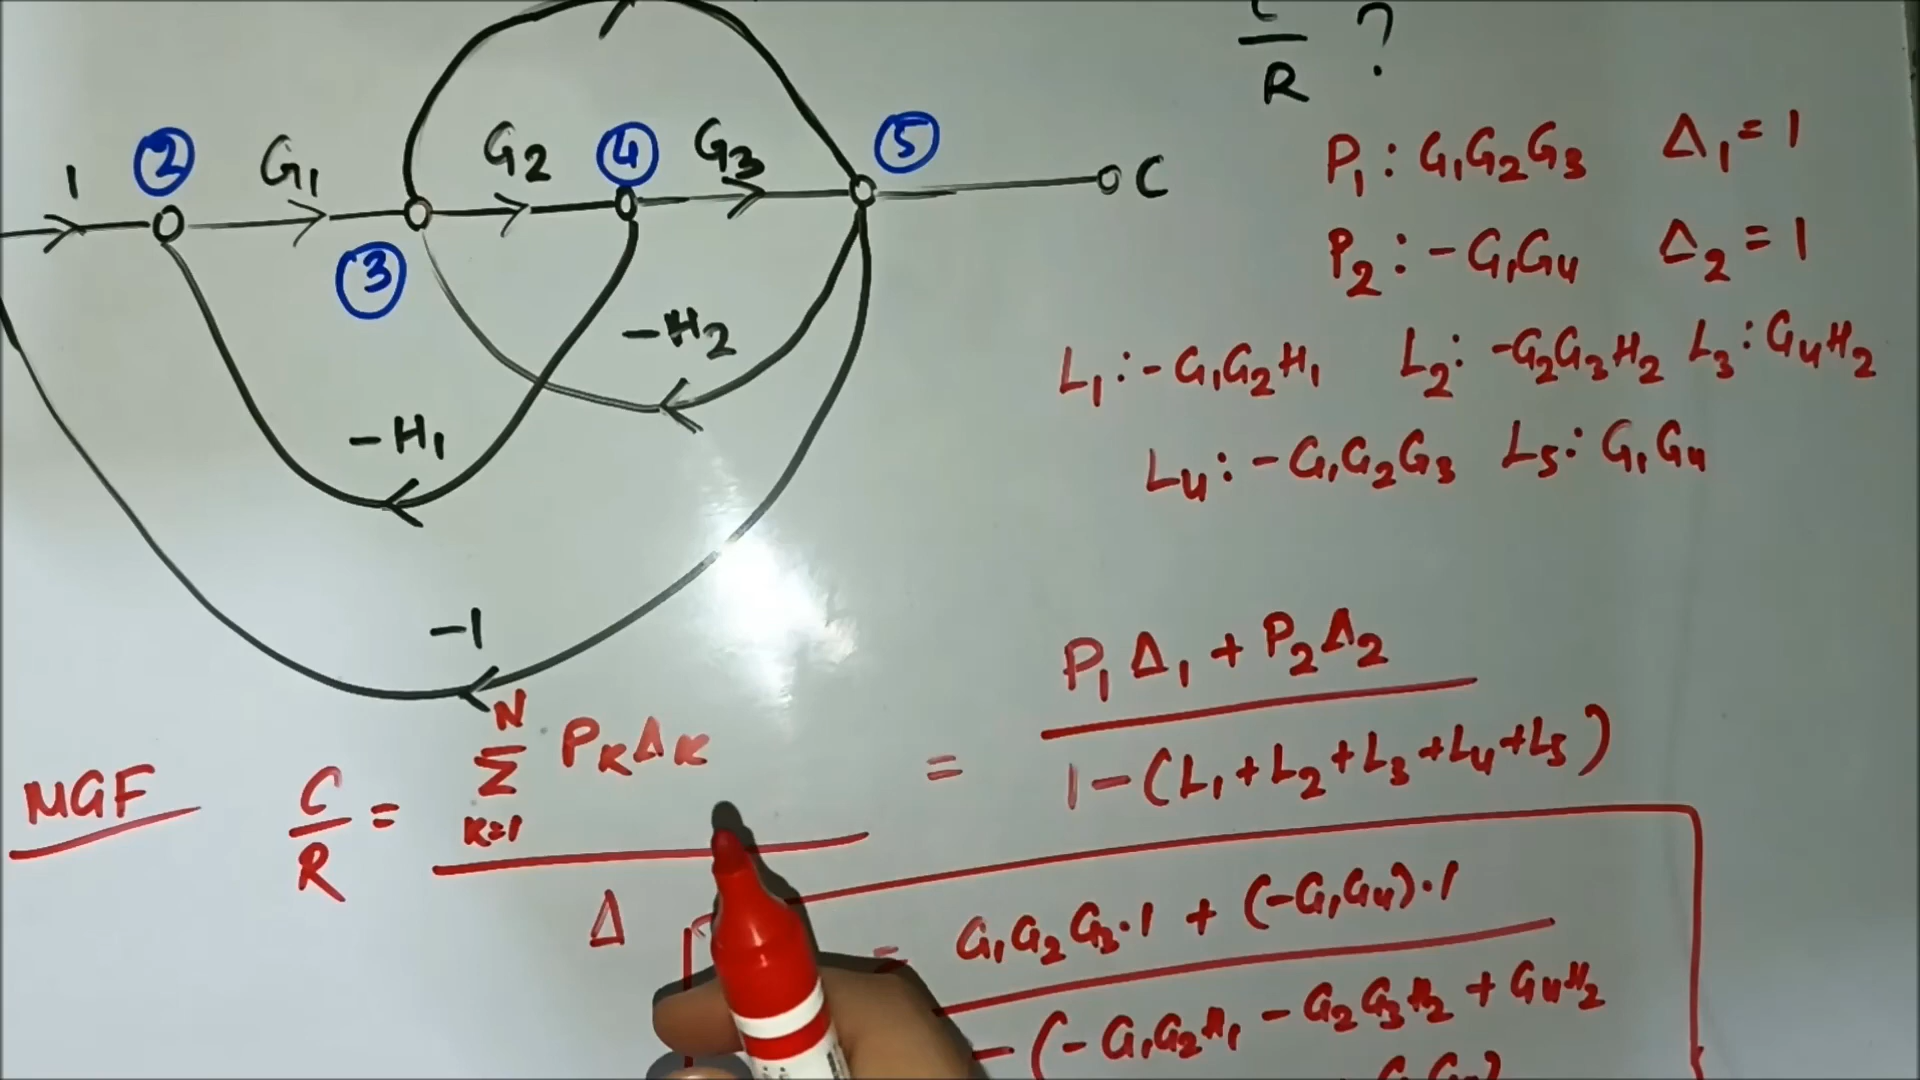 C/R ?
1 ② G₁ ③ G₂ ④ G₃ ⑤ C
-H₂
-H₁
-1
P₁ : G₁G₂G₃ Δ₁ = 1
P₂ : -G₁G₄ Δ₂ = 1
L₁ : -G₁G₂H₁ L₂ : -G₂G₃H₂ L₃ : G₄H₂
L₄ : -G₁G₂G₃ L₅ : G₁G₄
MGF C/R = N Σ K=1 PₖΔₖ / Δ = P₁Δ₁ + P₂Δ₂ / 1-(L₁+L₂+L₃+L₄+L₅)
= G₁G₂G₃·1 + (-G₁G₄)·1
-(-G₁G₂H₁ - G₂G₃H₂ + G₄H₂